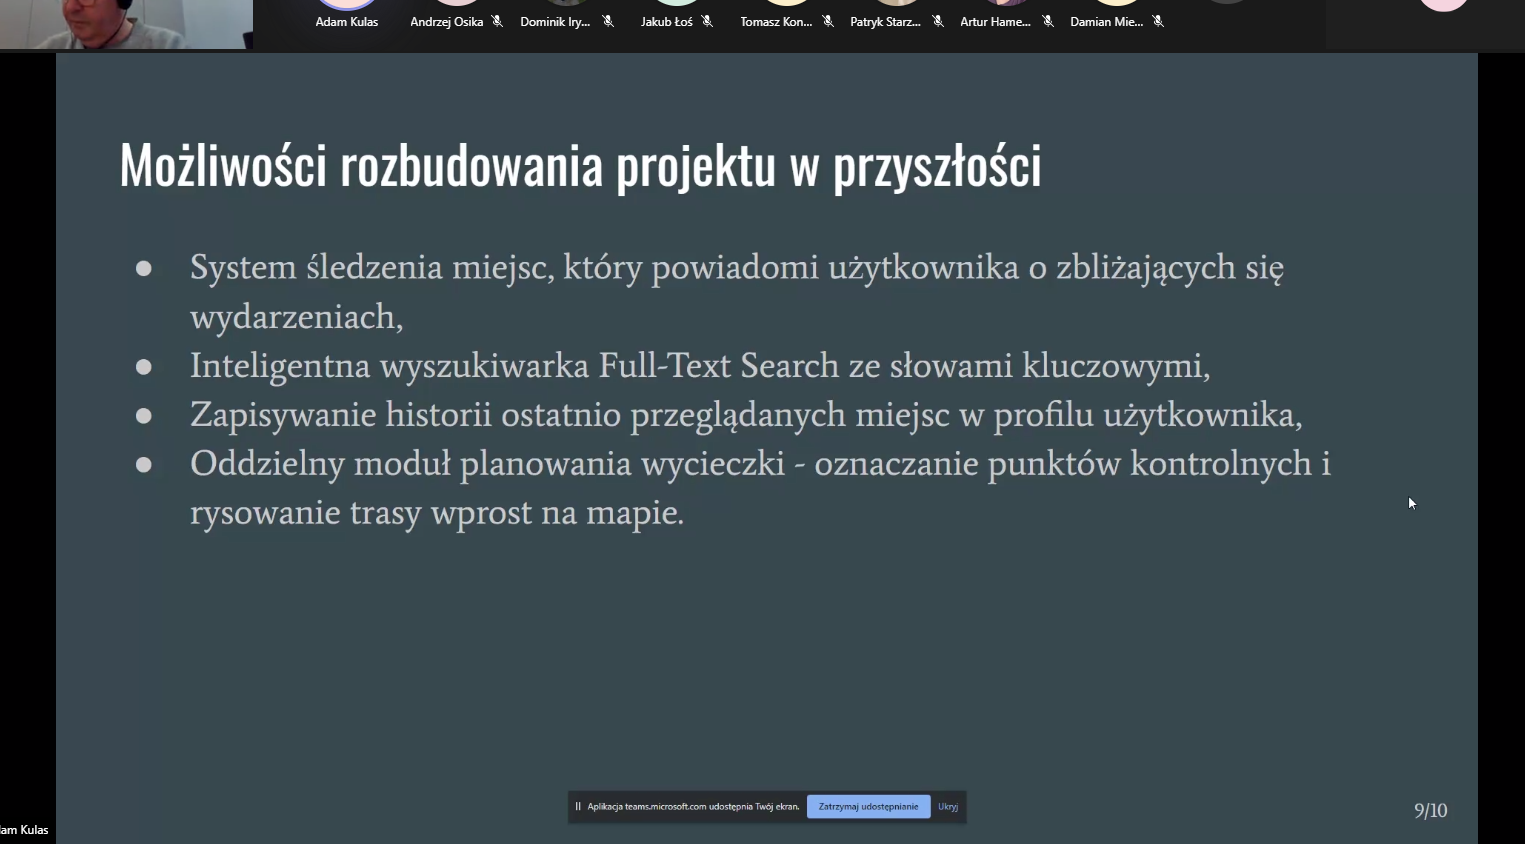 Adam Kulas
Andrzej Osika
Dominik Iry...
Jakub Łoś
Tomasz Kon...
Patryk Starz...
Artur Hame...
Damian Mie...
Możliwości rozbudowania projektu w przyszłości
● System śledzenia miejsc, który powiadomi użytkownika o zbliżających się
wydarzeniach,
● Inteligentna wyszukiwarka Full-Text Search ze słowami kluczowymi,
● Zapisywanie historii ostatnio przeglądanych miejsc w profilu użytkownika,
● Oddzielny moduł planowania wycieczki - oznaczanie punktów kontrolnych i
rysowanie trasy wprost na mapie.
Aplikacja teams.microsoft.com udostępnia Twój ekran.
Zatrzymaj udostępnianie
Ukryj
9/10
dam Kulas